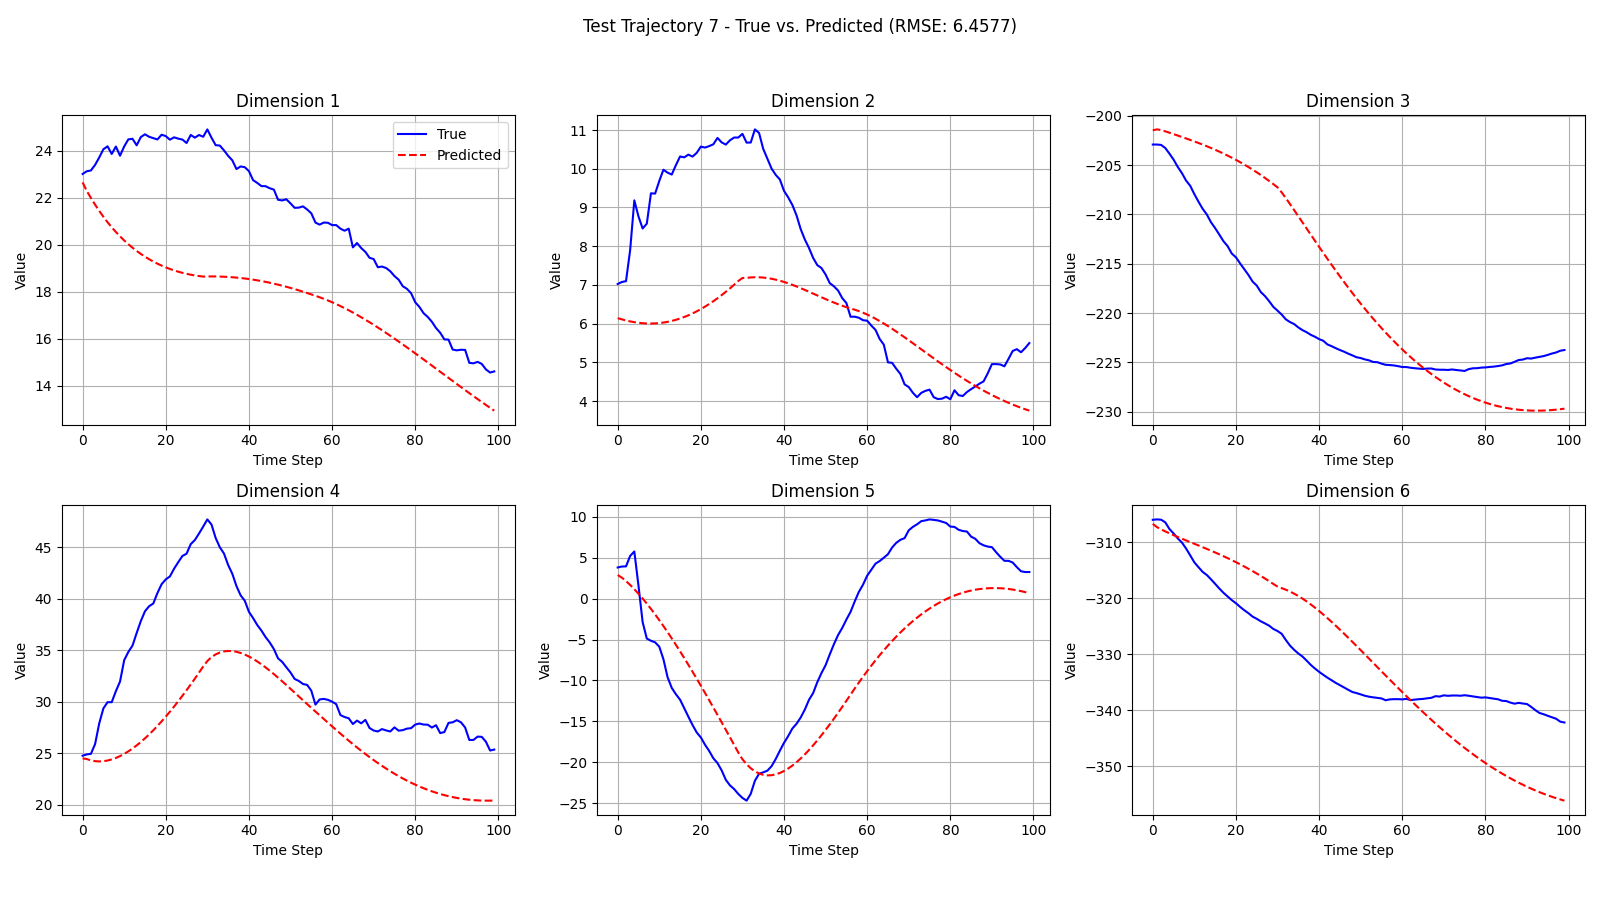 Test Trajectory 7 - True vs. Predicted (RMSE: 6.4577)
Dimension 1
True
Predicted
24
22
20
18
16
14
Value
0 20 40 60 80 100
Time Step
Dimension 2
11
10
9
8
7
6
5
4
Value
0 20 40 60 80 100
Time Step
Dimension 3
−200
−205
−210
−215
−220
−225
−230
Value
0 20 40 60 80 100
Time Step
Dimension 4
45
40
35
30
25
20
Value
0 20 40 60 80 100
Time Step
Dimension 5
10
5
0
−5
−10
−15
−20
−25
Value
0 20 40 60 80 100
Time Step
Dimension 6
−310
−320
−330
−340
−350
Value
0 20 40 60 80 100
Time Step